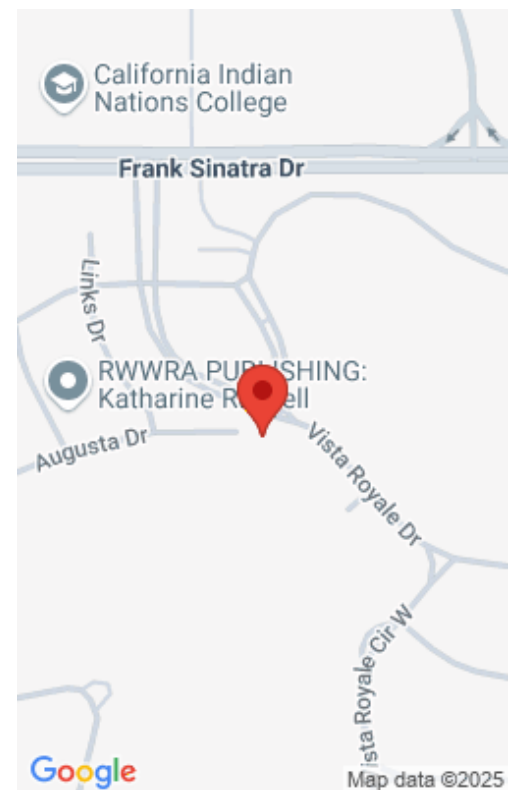 California Indian
Nations College
Frank Sinatra Dr
Links Dr
RWWRA PUBLISHING:
Katharine
Augusta Dr
Vista Royale Dr
Vista Royale Cir W
Google
Map data ©2025